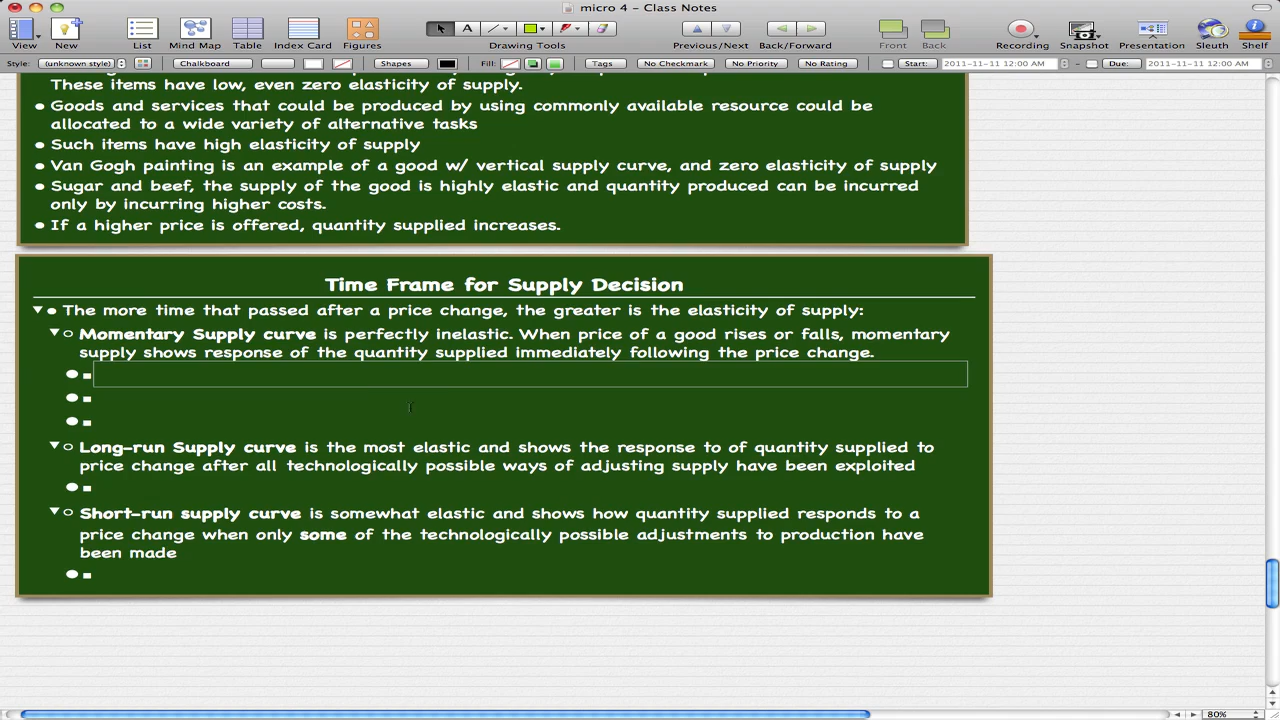 micro 4 – Class Notes
View New List Mind Map Table Index Card Figures Drawing Tools Previous/Next Back/Forward Front Back Recording Snapshot Presentation Sleuth Shelf
Style: (unknown style) Chalkboard Shapes Fill: Tags No Checkmark No Priority No Rating Start: 2011-11-11 12:00 AM Due: 2011-11-11 12:00 AM
These items have low, even zero elasticity of supply.
Goods and services that could be produced by using commonly available resource could be
allocated to a wide variety of alternative tasks
Such items have high elasticity of supply
Van Gogh painting is an example of a good w/ vertical supply curve, and zero elasticity of supply
Sugar and beef, the supply of the good is highly elastic and quantity produced can be incurred
only by incurring higher costs.
If a higher price is offered, quantity supplied increases.
Time Frame for Supply Decision
The more time that passed after a price change, the greater is the elasticity of supply:
Momentary Supply curve is perfectly inelastic. When price of a good rises or falls, momentary
supply shows response of the quantity supplied immediately following the price change.
Long-run Supply curve is the most elastic and shows the response to of quantity supplied to
price change after all technologically possible ways of adjusting supply have been exploited
Short-run supply curve is somewhat elastic and shows how quantity supplied responds to a
price change when only some of the technologically possible adjustments to production have
been made
80%